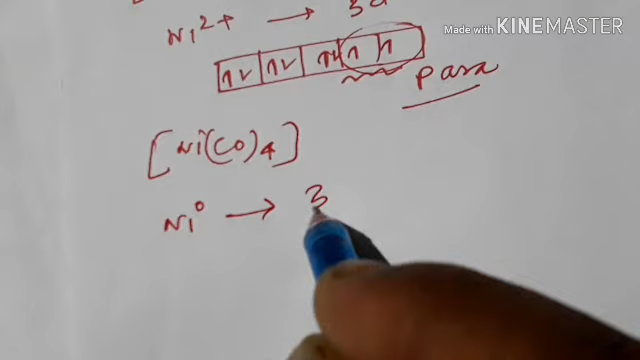 Made with KINEMASTER
Ni²⁺ → 3d
para
[Ni(CO)4]
Ni⁰ → 3